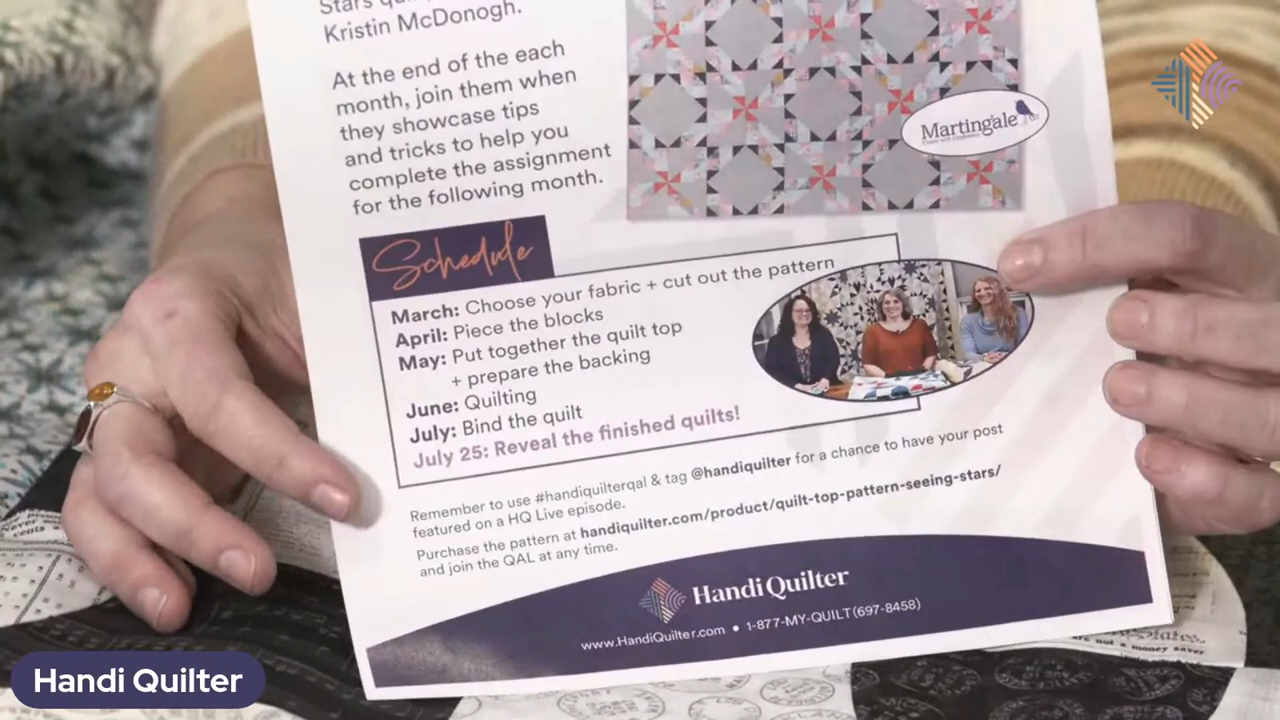 Stars
Kristin McDonogh.
At the end of the each
month, join them when
they showcase tips
and tricks to help you
complete the assignment
for the following month.
Martingale
Schedule
March: Choose your fabric + cut out the pattern
April: Piece the blocks
May: Put together the quilt top
+ prepare the backing
June: Quilting
July: Bind the quilt
July 25: Reveal the finished quilts!
Remember to use #handiquilterqal & tag @handiquilter for a chance to have your post
featured on a HQ Live episode.
Purchase the pattern at handiquilter.com/product/quilt-top-pattern-seeing-stars/
and join the QAL at any time.
Handi Quilter
www.HandiQuilter.com • 1-877-MY-QUILT(697-8458)
not a money saver
Handi Quilter